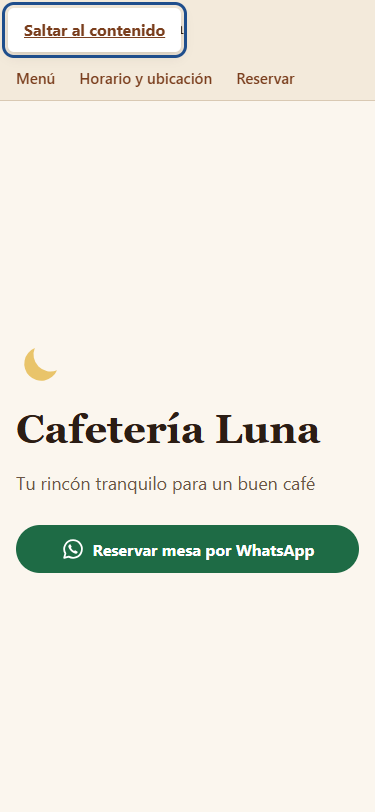 Saltar al contenido
Menú Horario y ubicación Reservar
Cafetería Luna
Tu rincón tranquilo para un buen café
Reservar mesa por WhatsApp